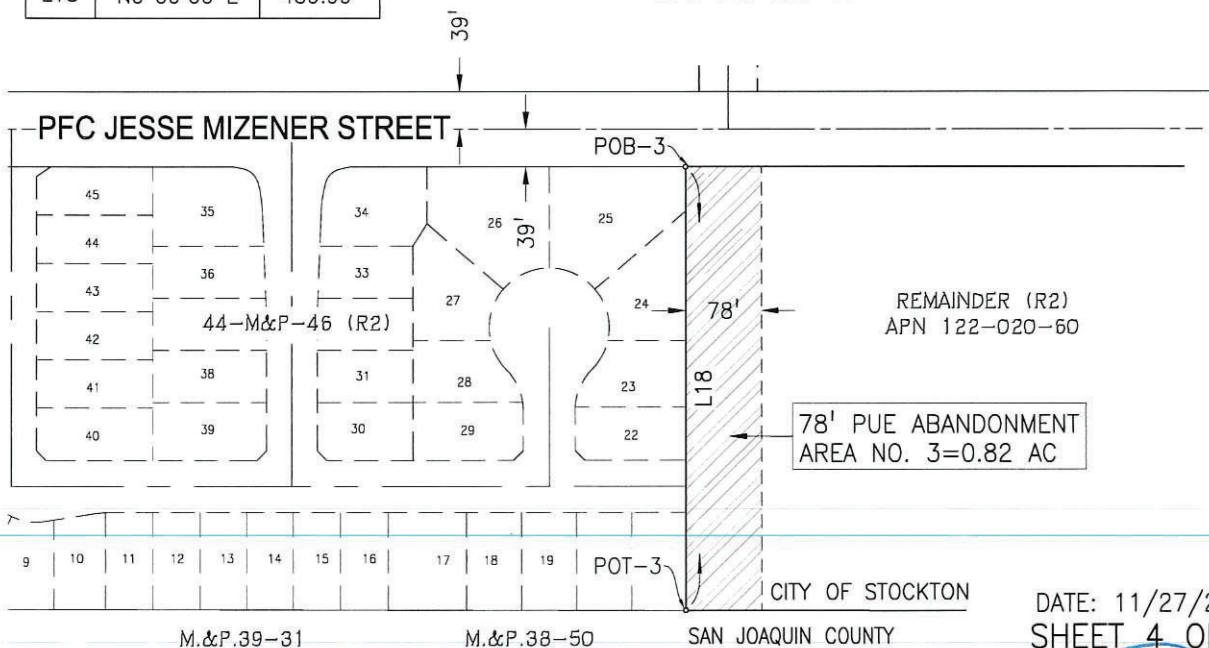 39'
PFC JESSE MIZENER STREET
POB-3
39'
45
44
43
42
41
40
35
36
38
39
34
33
31
30
26
25
27
28
29
24
23
22
44-M&P-46 (R2)
78'
L18
REMAINDER (R2)
APN 122-020-60
78' PUE ABANDONMENT
AREA NO. 3=0.82 AC
9
10
11
12
13
14
15
16
17
18
19
POT-3
CITY OF STOCKTON
SAN JOAQUIN COUNTY
M.&P.39-31
M.&P.38-50
DATE: 11/27/2
SHEET 4